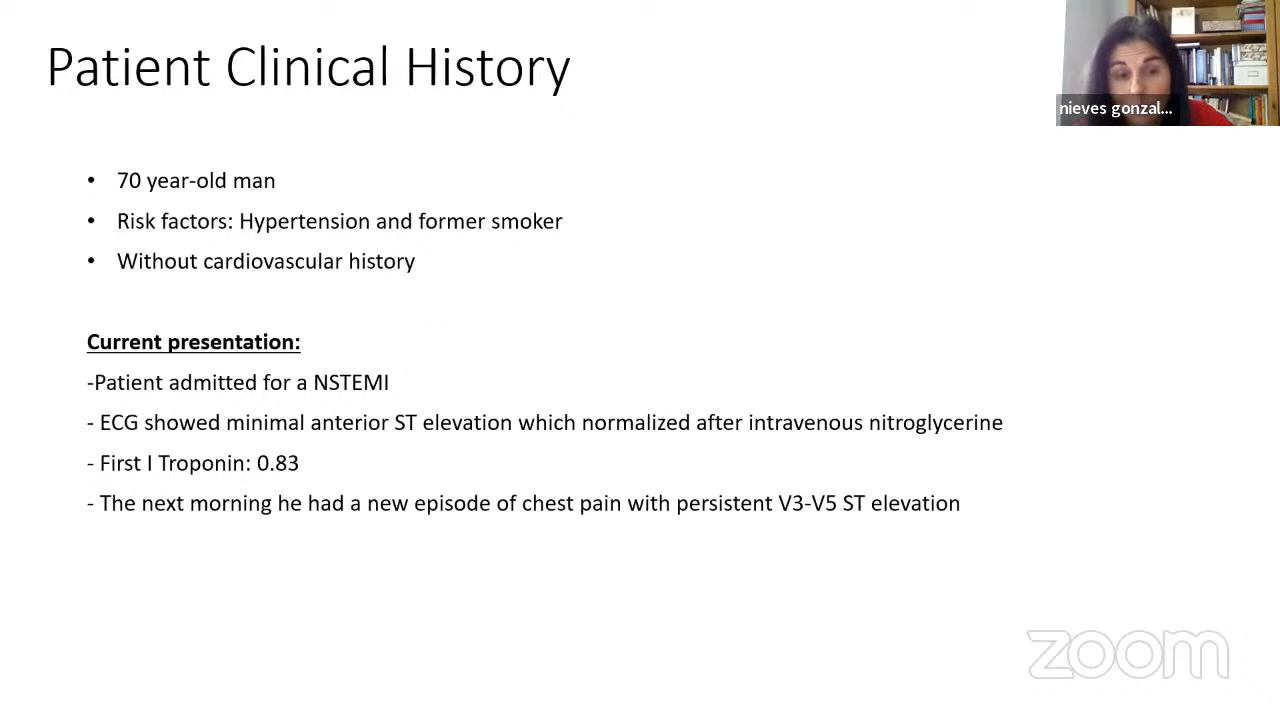 Patient Clinical History
nieves gonzal...
• 70 year-old man
• Risk factors: Hypertension and former smoker
• Without cardiovascular history
Current presentation:
-Patient admitted for a NSTEMI
- ECG showed minimal anterior ST elevation which normalized after intravenous nitroglycerine
- First I Troponin: 0.83
- The next morning he had a new episode of chest pain with persistent V3-V5 ST elevation
zoom